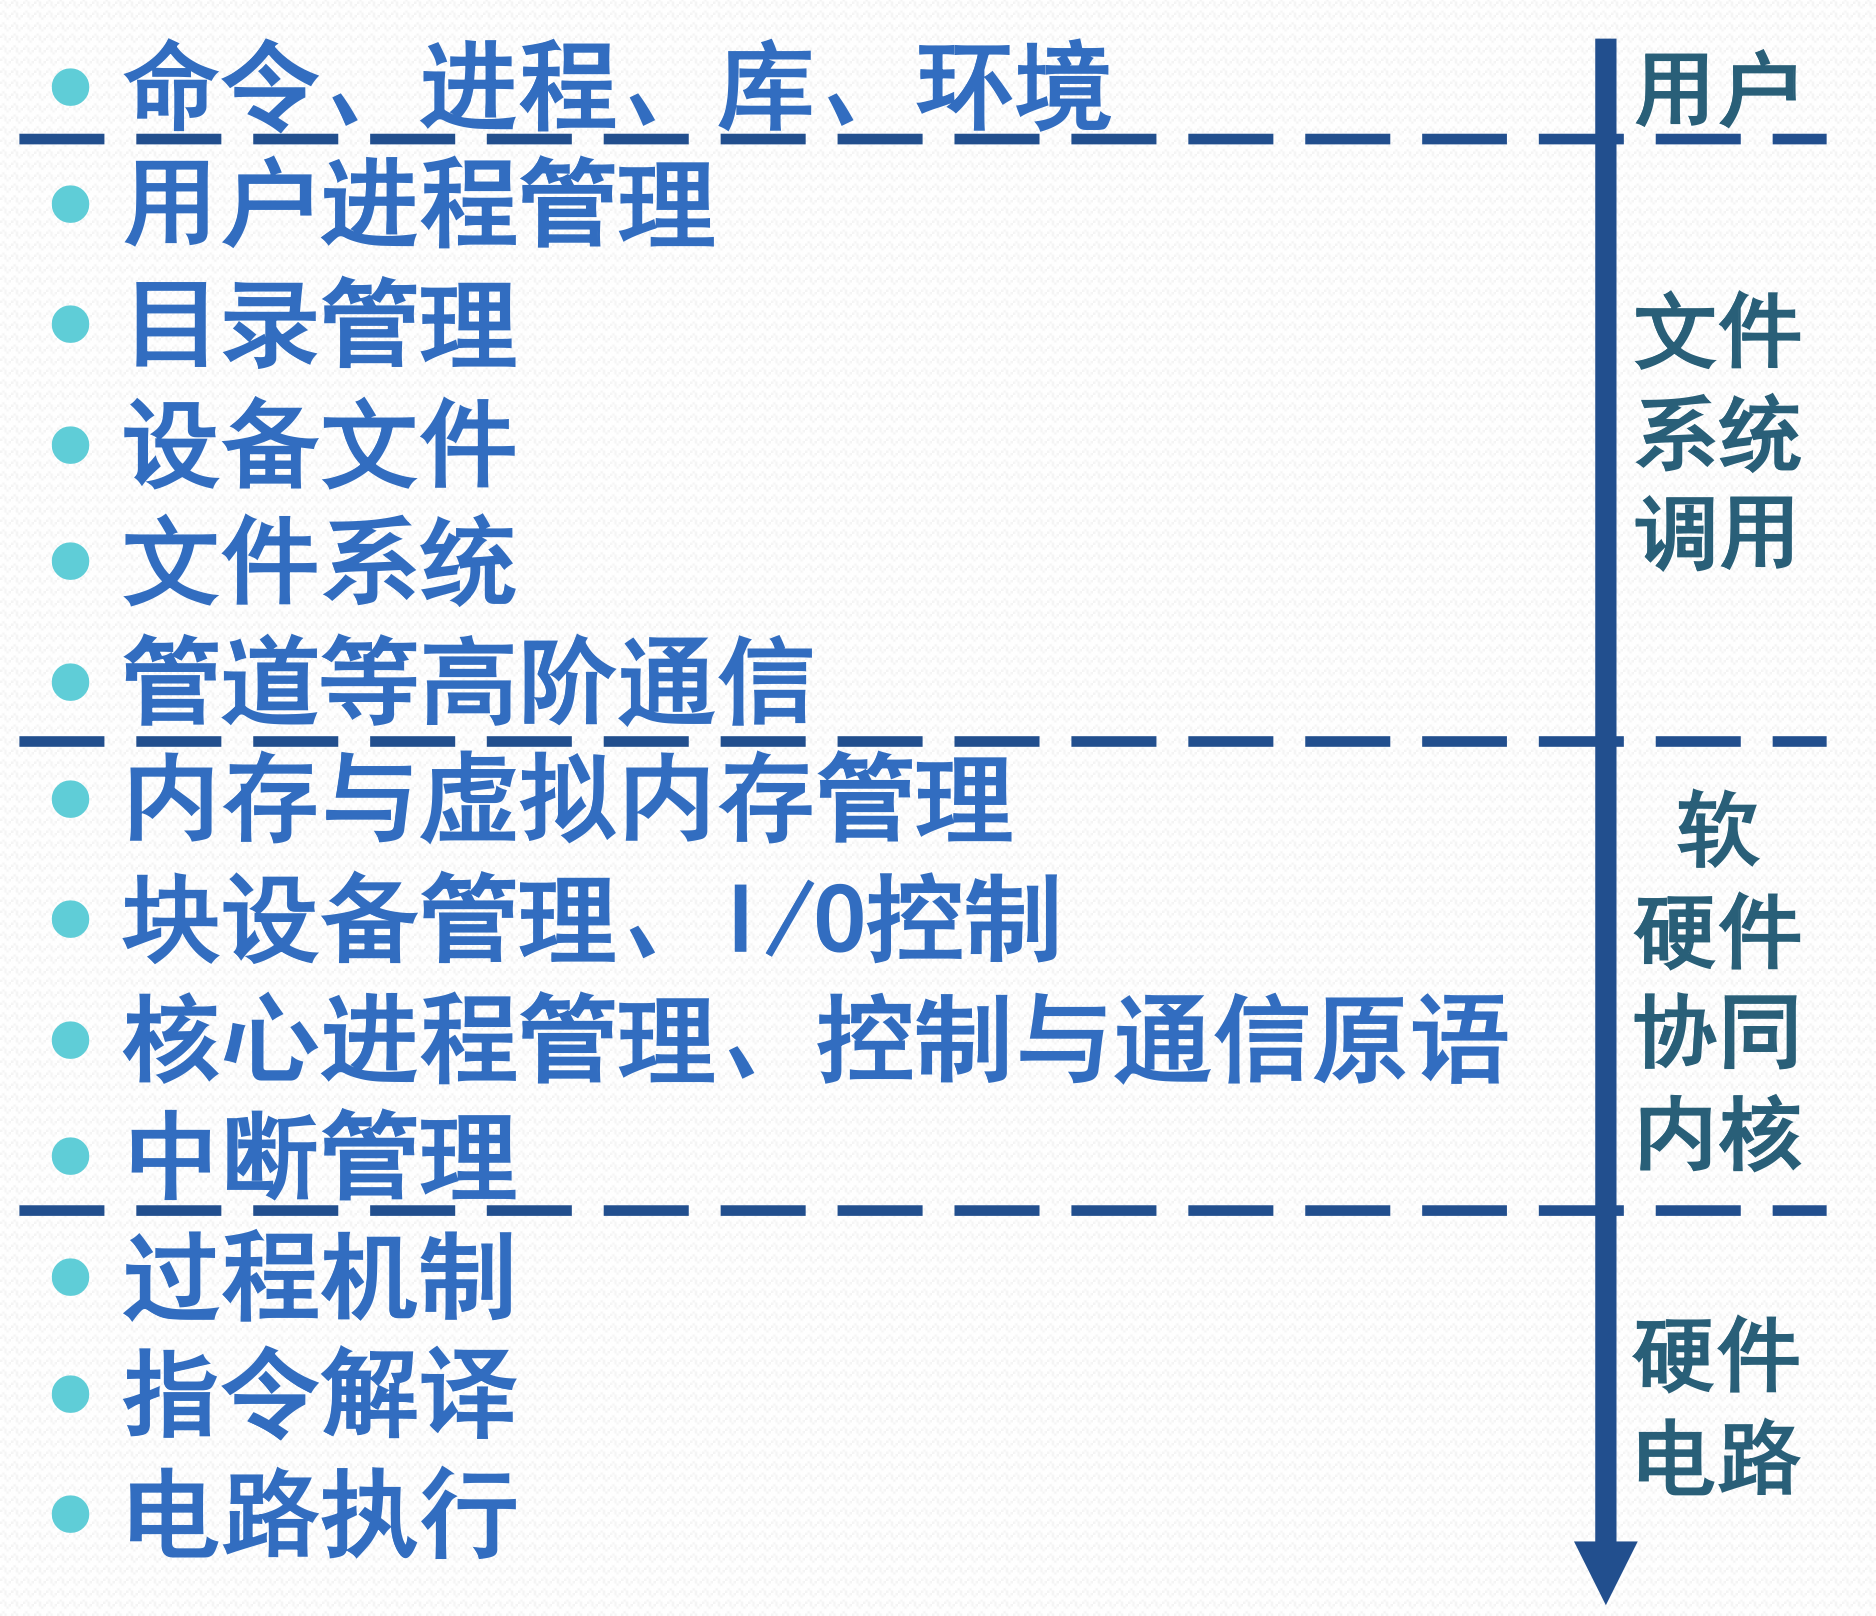 命令、进程、库、环境
用户进程管理
目录管理
设备文件
文件系统
管道等高阶通信
内存与虚拟内存管理
块设备管理、I/O控制
核心进程管理、控制与通信原语
中断管理
过程机制
指令解译
电路执行
用户
文件
系统
调用
软
硬件
协同
内核
硬件
电路